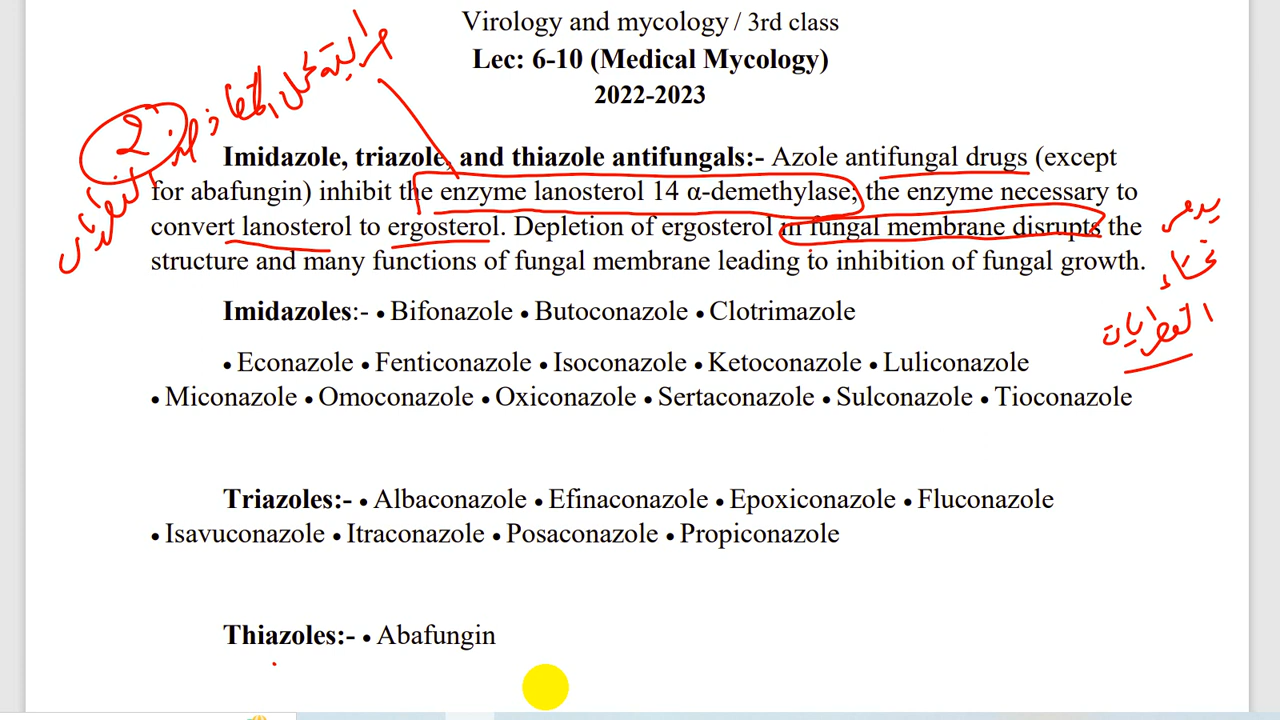 Virology and mycology / 3rd class
Lec: 6-10 (Medical Mycology)
2022-2023
2
Imidazole, triazole, and thiazole antifungals:- Azole antifungal drugs (except
for abafungin) inhibit the enzyme lanosterol 14 α-demethylase; the enzyme necessary to
convert lanosterol to ergosterol. Depletion of ergosterol in fungal membrane disrupts the
structure and many functions of fungal membrane leading to inhibition of fungal growth.
يدمر
غشاء
الفطريات
Imidazoles:- • Bifonazole • Butoconazole • Clotrimazole
• Econazole • Fenticonazole • Isoconazole • Ketoconazole • Luliconazole
• Miconazole • Omoconazole • Oxiconazole • Sertaconazole • Sulconazole • Tioconazole
Triazoles:- • Albaconazole • Efinaconazole • Epoxiconazole • Fluconazole
• Isavuconazole • Itraconazole • Posaconazole • Propiconazole
Thiazoles:- • Abafungin